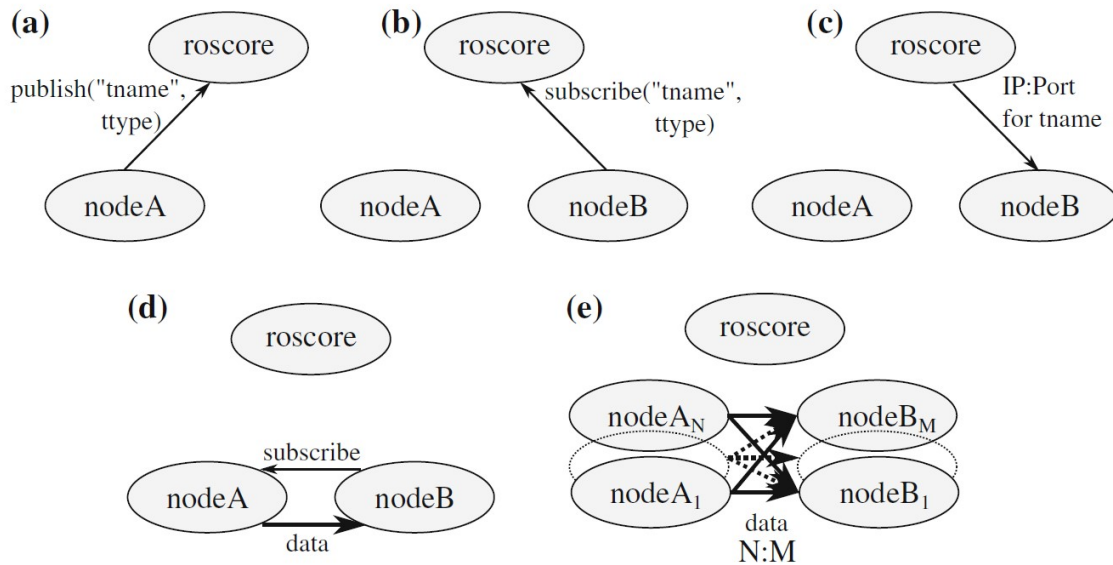 (a)
roscore
publish("tname",
ttype)
nodeA
(b)
roscore
subscribe("tname",
ttype)
nodeA
nodeB
(c)
roscore
IP:Port
for tname
nodeA
nodeB
(d)
roscore
subscribe
nodeA
nodeB
data
(e)
roscore
nodeA_N
nodeB_M
nodeA_1
nodeB_1
data
N:M